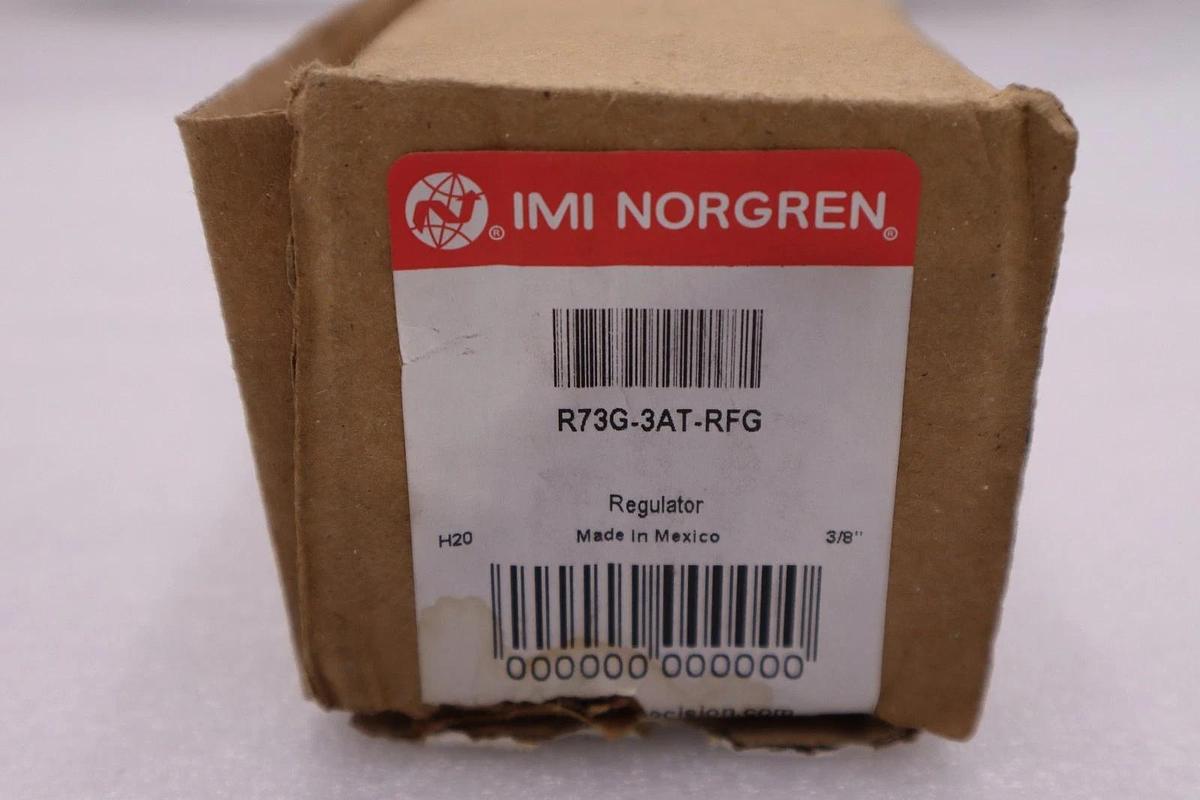 ® IMI NORGREN®
R73G-3AT-RFG
Regulator
H20 Made In Mexico 3/8"
000000 000000